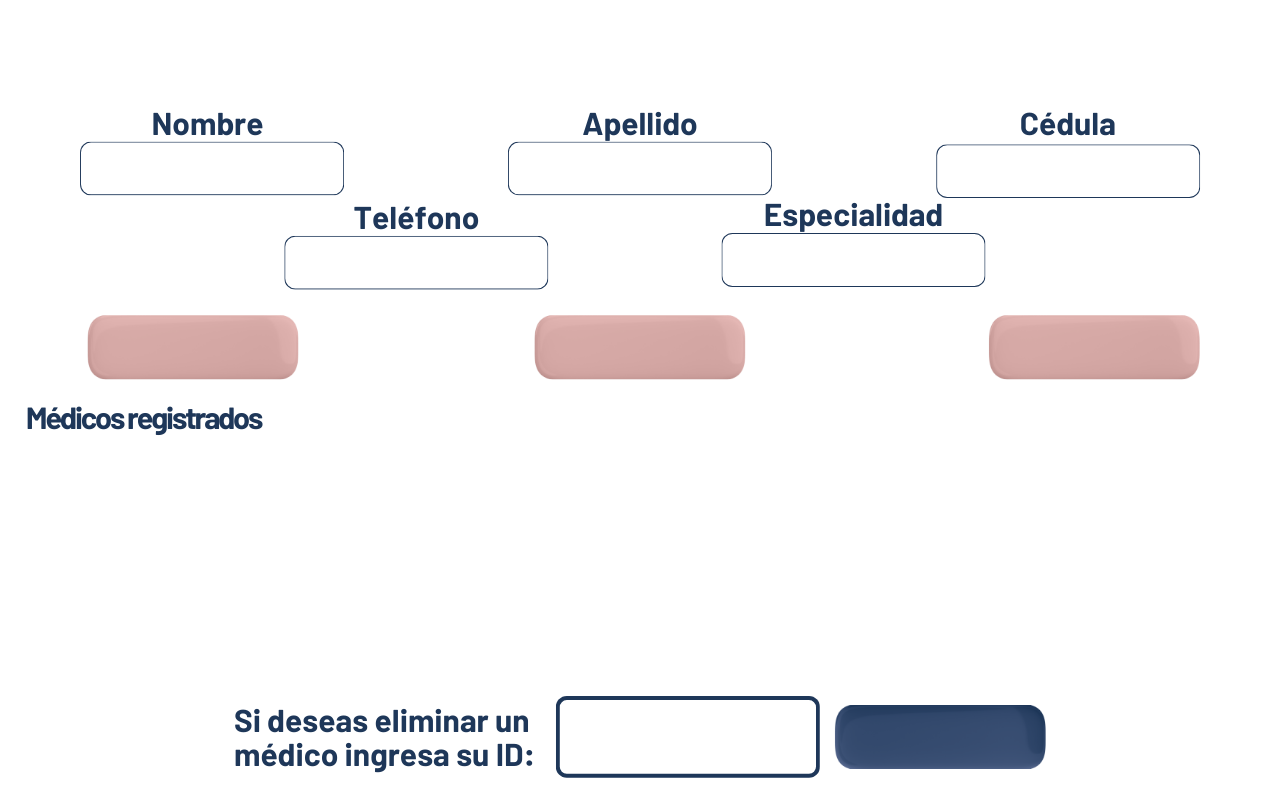 Nombre
Apellido
Cédula
Teléfono
Especialidad
Médicos registrados
Si deseas eliminar un
médico ingresa su ID: